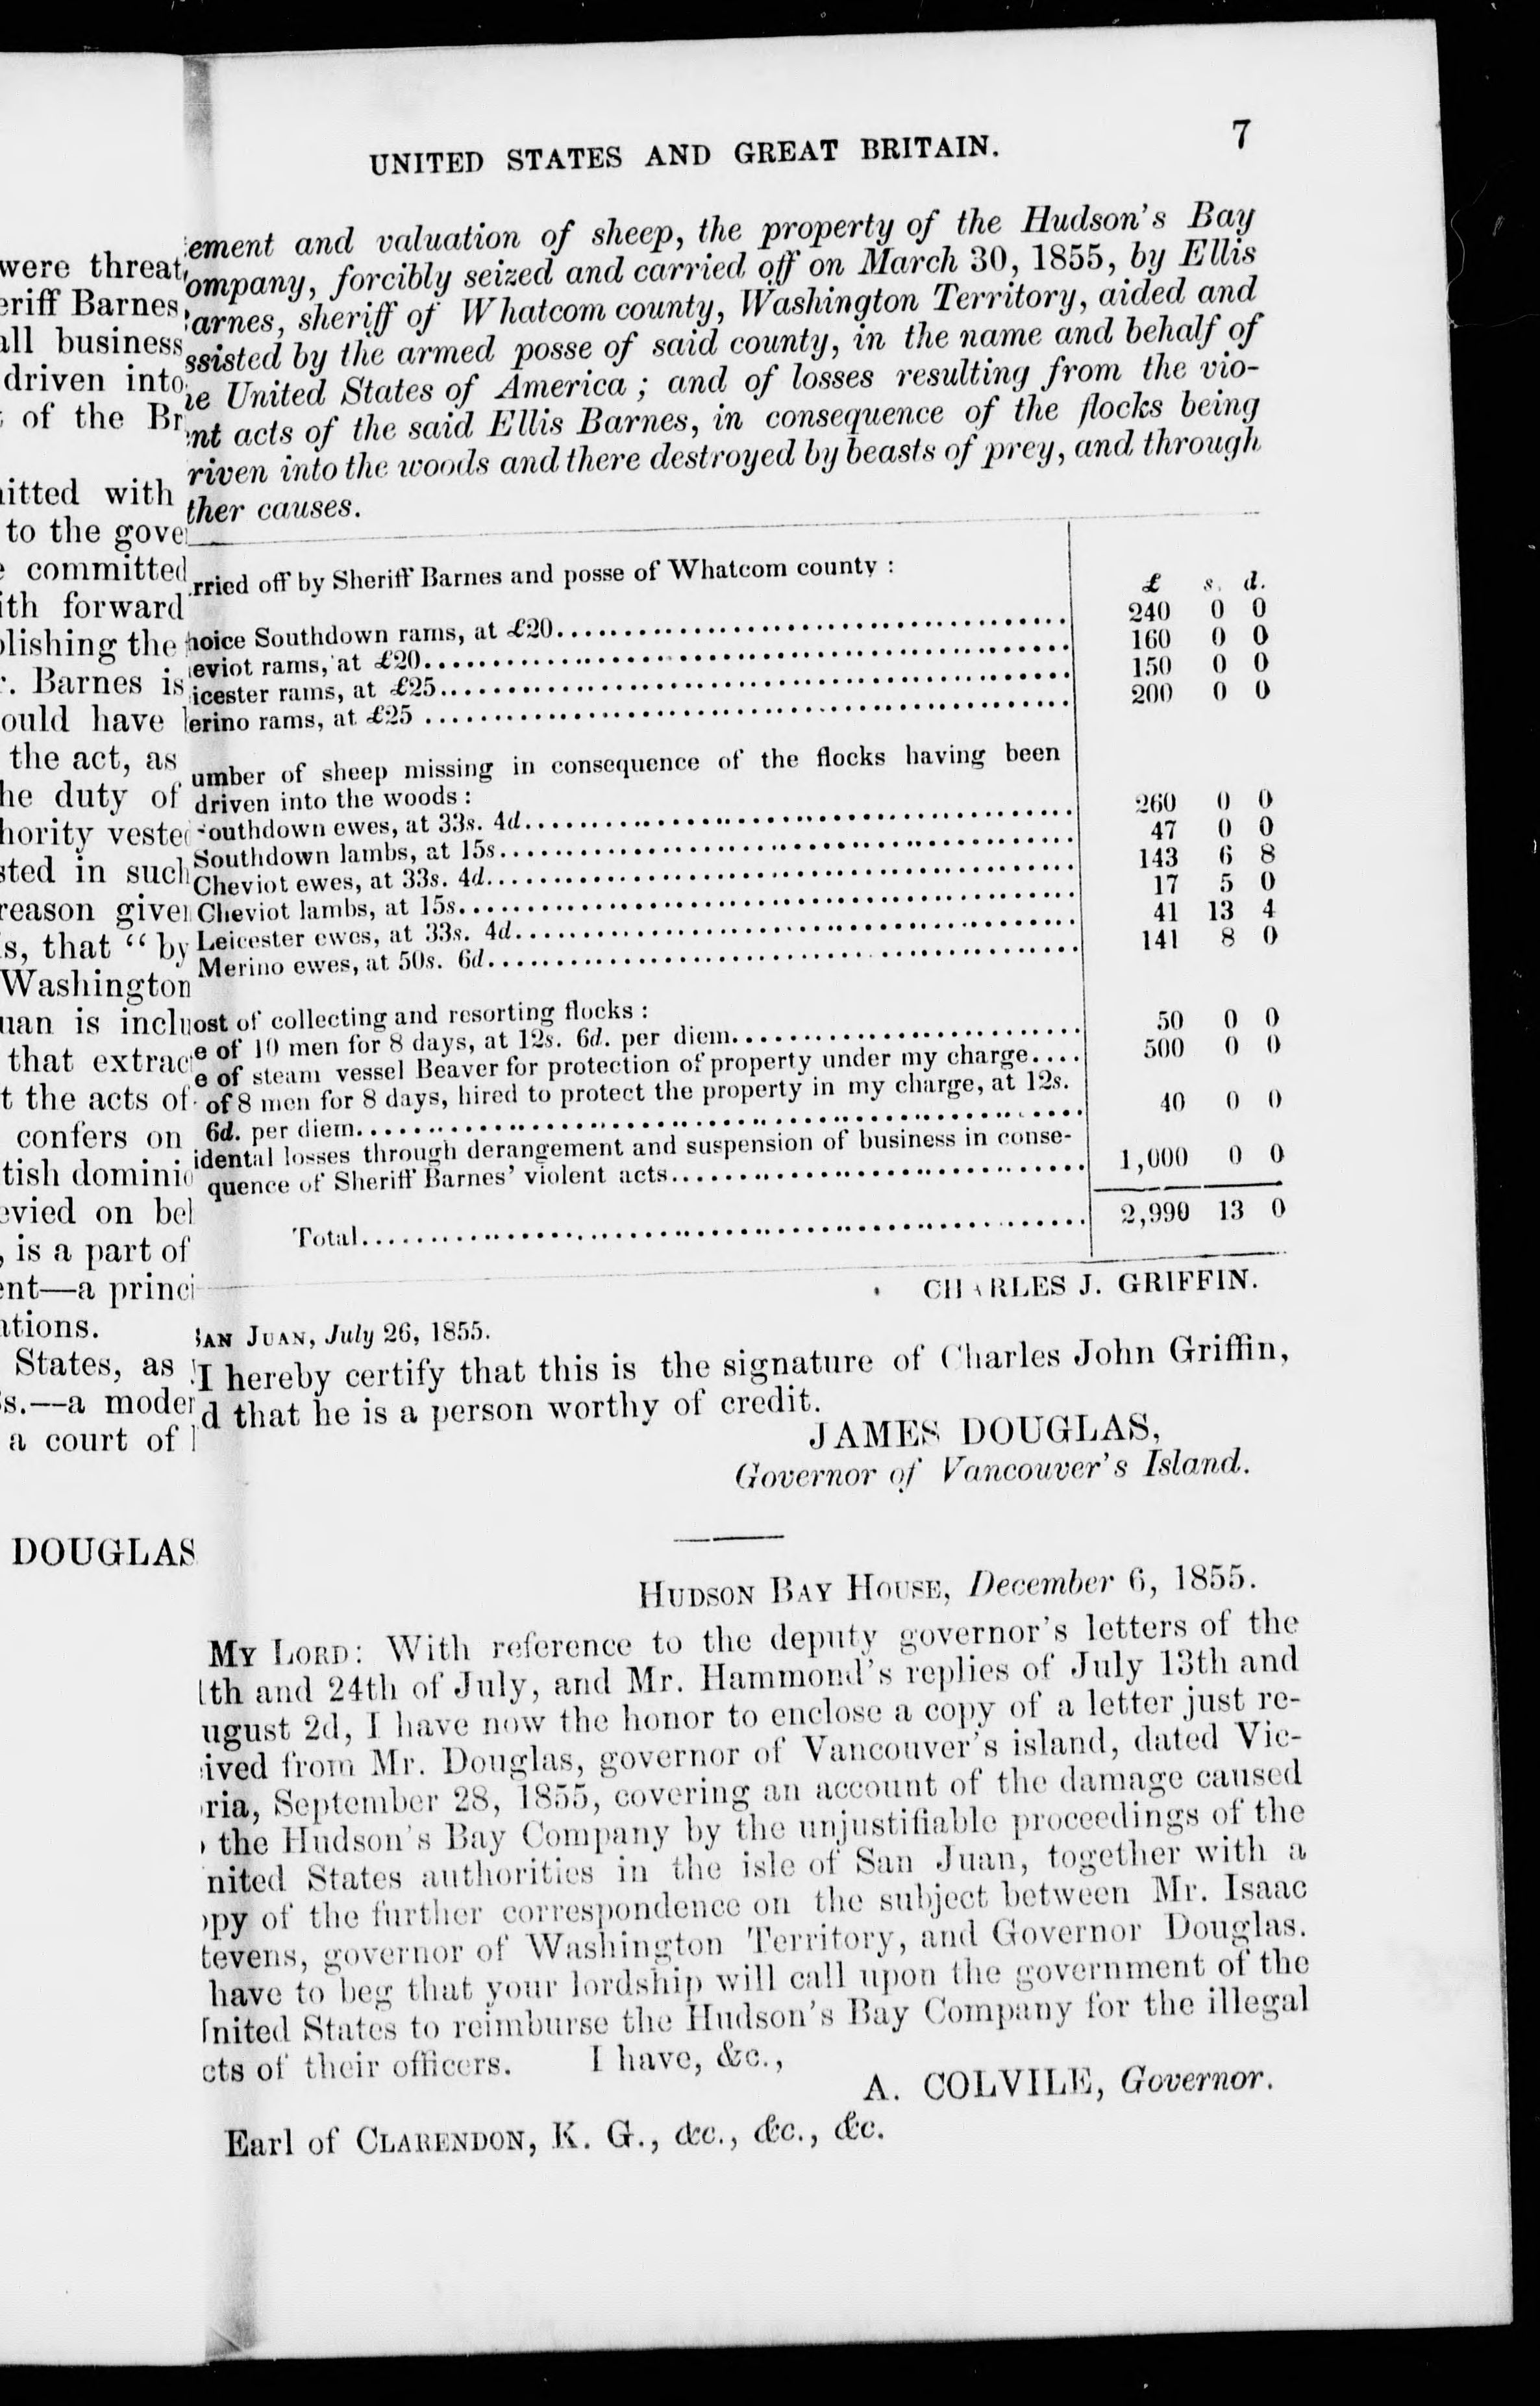 UNITED STATES AND GREAT BRITAIN. 7
ement and valuation of sheep, the property of the Hudson's Bay
ompany, forcibly seized and carried off on March 30, 1855, by Ellis
arnes, sheriff of Whatcom county, Washington Territory, aided and
ssisted by the armed posse of said county, in the name and behalf of
e United States of America; and of losses resulting from the vio-
nt acts of the said Ellis Barnes, in consequence of the flocks being
riven into the woods and there destroyed by beasts of prey, and through
ther causes.
rried off by Sheriff Barnes and posse of Whatcom county:
£ s. d.
hoice Southdown rams, at £20 240 0 0
eviot rams, at £20 160 0 0
icester rams, at £25 150 0 0
erino rams, at £25 200 0 0
umber of sheep missing in consequence of the flocks having been
driven into the woods:
outhdown ewes, at 33s. 4d 260 0 0
Southdown lambs, at 15s 47 0 0
Cheviot ewes, at 33s. 4d 143 6 8
Cheviot lambs, at 15s 17 5 0
Leicester ewes, at 33s. 4d 41 13 4
Merino ewes, at 50s. 6d 141 8 0
ost of collecting and resorting flocks:
e of 10 men for 8 days, at 12s. 6d. per diem 50 0 0
e of steam vessel Beaver for protection of property under my charge 500 0 0
of 8 men for 8 days, hired to protect the property in my charge, at 12s.
6d. per diem 40 0 0
idental losses through derangement and suspension of business in conse-
quence of Sheriff Barnes' violent acts 1,000 0 0
Total 2,990 13 0
CHARLES J. GRIFFIN.
SAN JUAN, July 26, 1855.
I hereby certify that this is the signature of Charles John Griffin,
d that he is a person worthy of credit.
JAMES DOUGLAS,
Governor of Vancouver's Island.
HUDSON BAY HOUSE, December 6, 1855.
MY LORD: With reference to the deputy governor's letters of the
th and 24th of July, and Mr. Hammond's replies of July 13th and
ugust 2d, I have now the honor to enclose a copy of a letter just re-
ived from Mr. Douglas, governor of Vancouver's island, dated Vic-
ria, September 28, 1855, covering an account of the damage caused
the Hudson's Bay Company by the unjustifiable proceedings of the
nited States authorities in the isle of San Juan, together with a
py of the further correspondence on the subject between Mr. Isaac
tevens, governor of Washington Territory, and Governor Douglas.
have to beg that your lordship will call upon the government of the
nited States to reimburse the Hudson's Bay Company for the illegal
cts of their officers. I have, &c.,
A. COLVILE, Governor.
Earl of CLARENDON, K. G., &c., &c., &c.
were threat
eriff Barnes
all business
driven into
of the Br
itted with
to the gove
committed
ith forward
lishing the
. Barnes is
ould have
the act, as
he duty of
hority veste
sted in such
reason give
s, that "by
Washington
uan is inclu
that extrac
t the acts of
confers on
tish domini
evied on bel
, is a part of
ent—a princi
ations.
States, as
s.—a moder
a court of
DOUGLAS